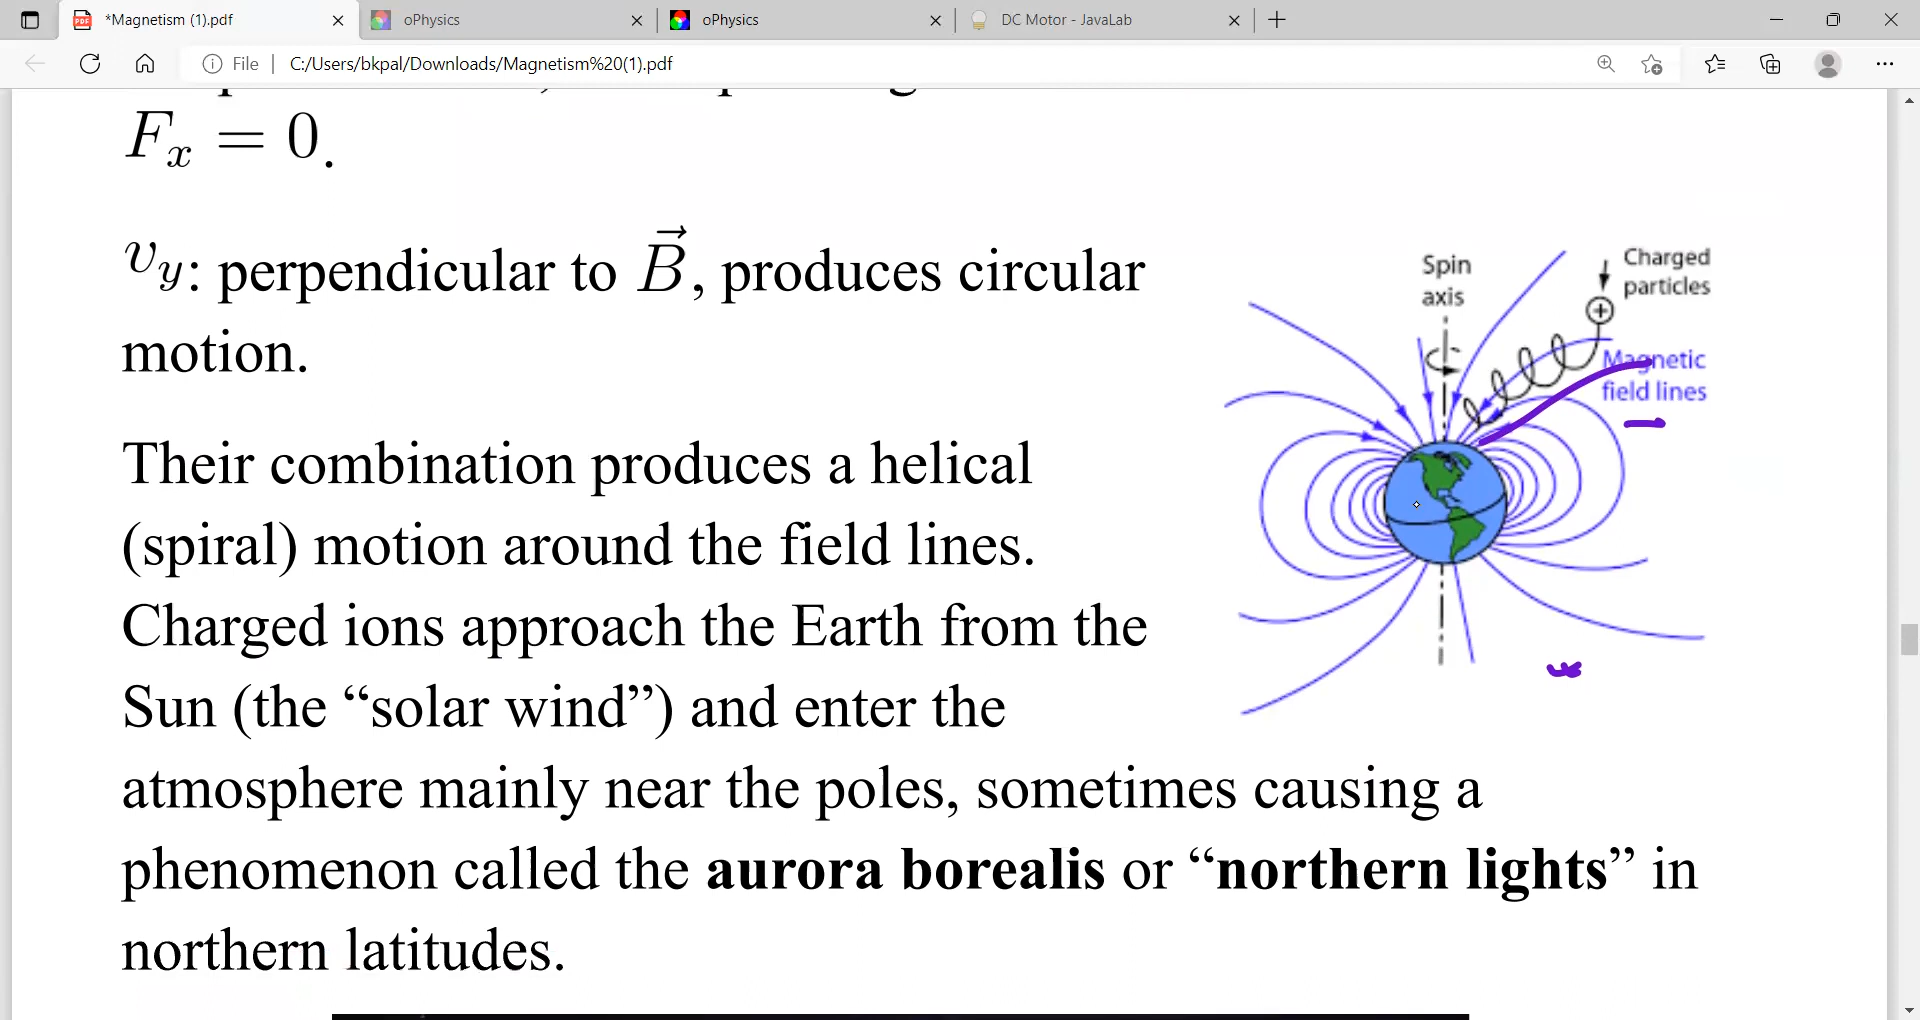 *Magnetism (1).pdf
oPhysics
oPhysics
DC Motor - JavaLab
File
C:/Users/bkpal/Downloads/Magnetism%20(1).pdf
F_x = 0.
v_y: perpendicular to \vec{B}, produces circular
motion.
Spin
axis
Charged
particles
+
Magnetic
field lines
Their combination produces a helical
(spiral) motion around the field lines.
Charged ions approach the Earth from the
Sun (the “solar wind”) and enter the
atmosphere mainly near the poles, sometimes causing a
phenomenon called the aurora borealis or “northern lights” in
northern latitudes.